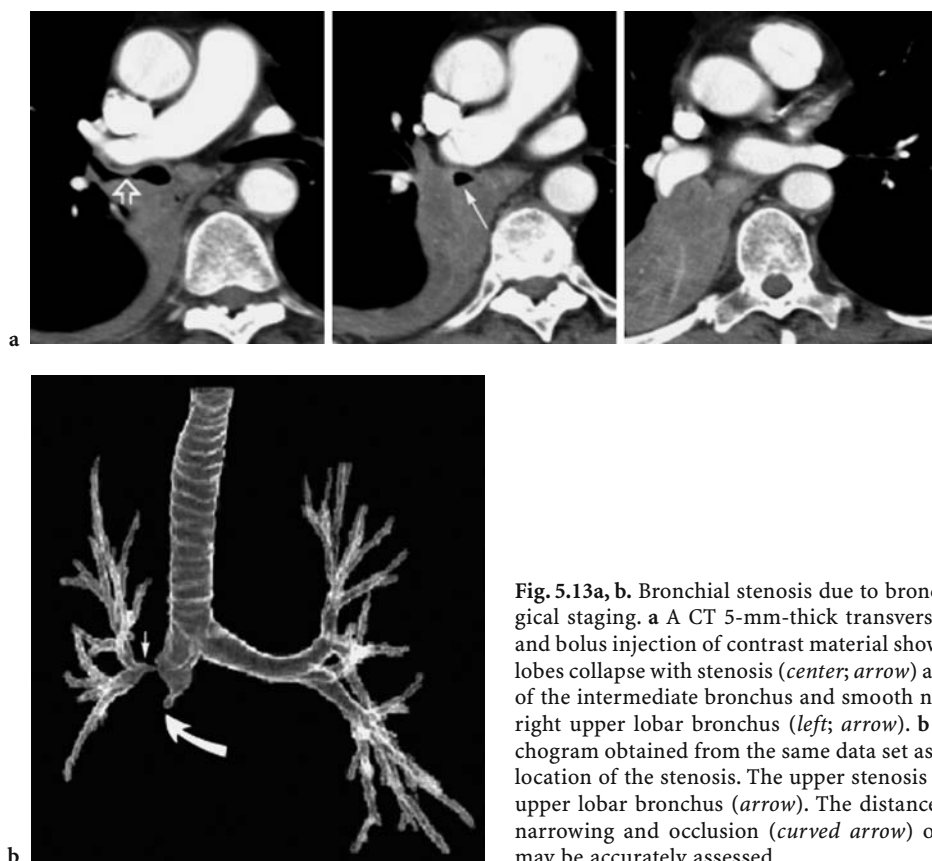 a
b
Fig. 5.13a, b. Bronchial stenosis due to bronc
gical staging. a A CT 5-mm-thick transvers
and bolus injection of contrast material show
lobes collapse with stenosis (center; arrow) a
of the intermediate bronchus and smooth n
right upper lobar bronchus (left; arrow). b
chogram obtained from the same data set as
location of the stenosis. The upper stenosis
upper lobar bronchus (arrow). The distance
narrowing and occlusion (curved arrow) o
may be accurately assessed